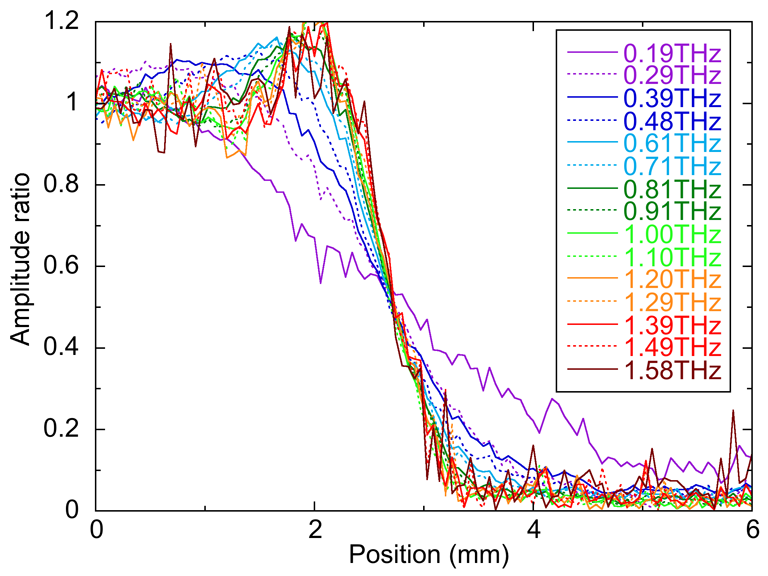 1.2
1
0.8
0.6
0.4
0.2
0
Amplitude ratio
0.19THz
0.29THz
0.39THz
0.48THz
0.61THz
0.71THz
0.81THz
0.91THz
1.00THz
1.10THz
1.20THz
1.29THz
1.39THz
1.49THz
1.58THz
0 2 4 6
Position (mm)